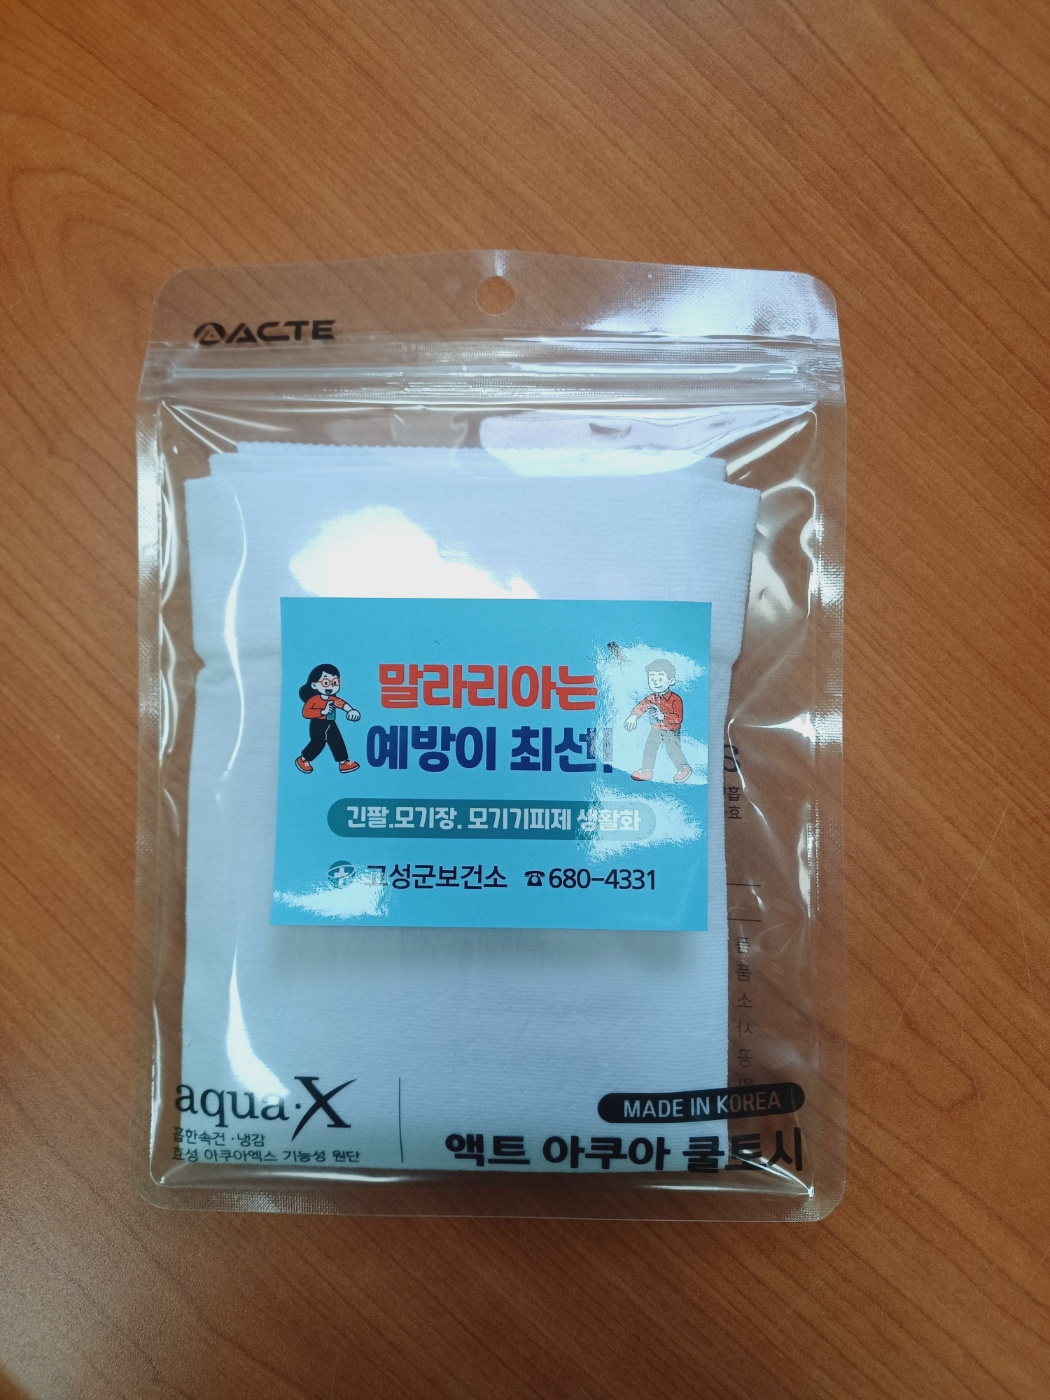 ACTE
말라리아는
예방이 최선!
긴팔.모기장. 모기기피제 생활화
고성군보건소 ☎680-4331
aqua·X
흡한속건·냉감
효성 아쿠아엑스 기능성 원단
MADE IN KOREA
액트 아쿠아 쿨토시